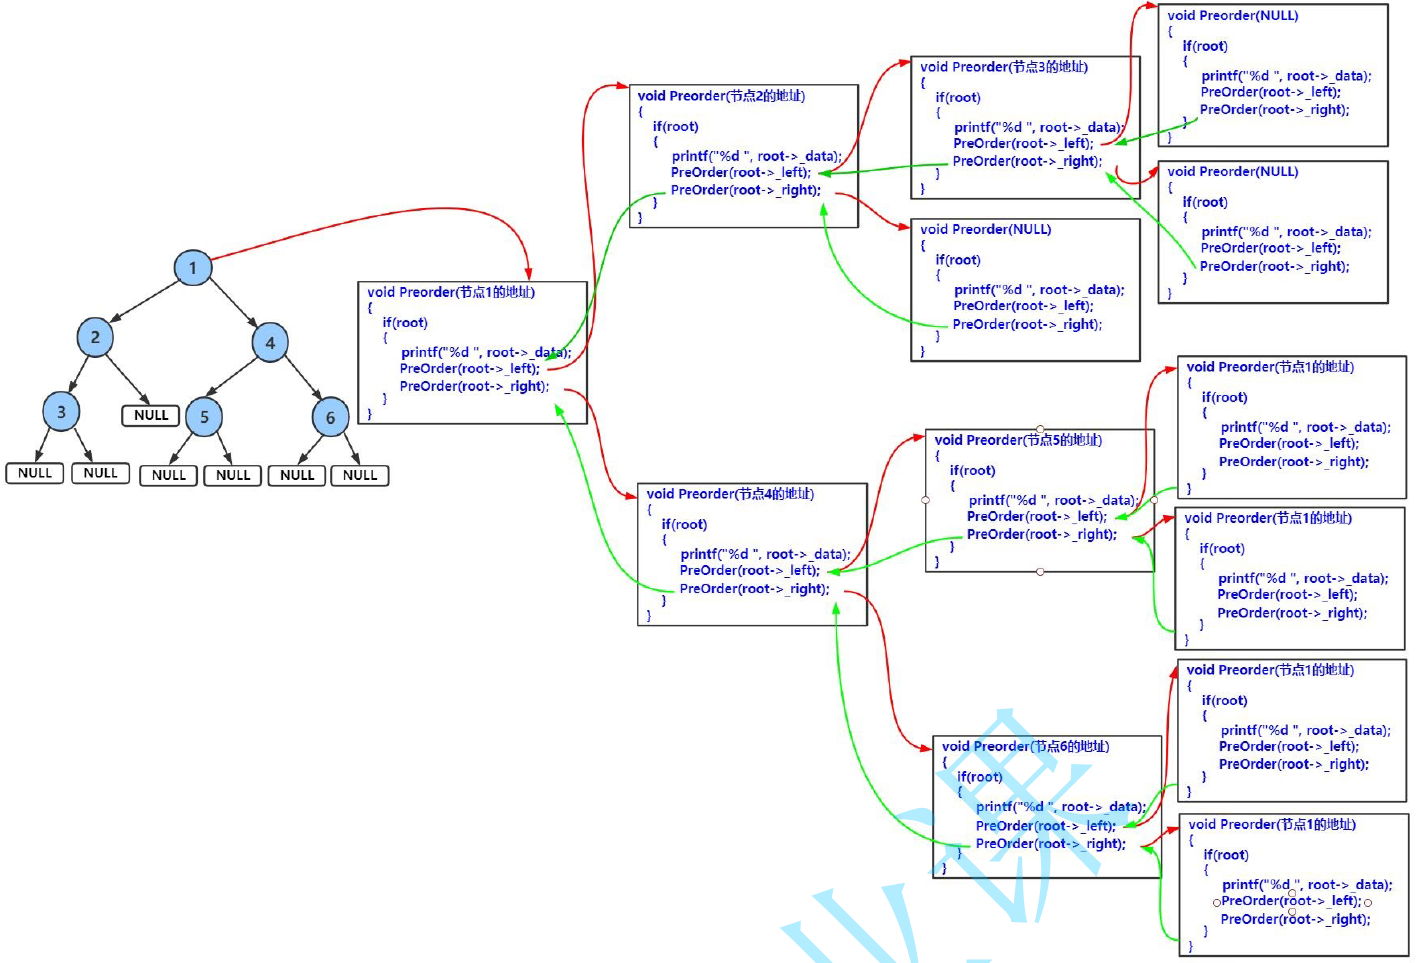 1
2
4
3
NULL
5
6
NULL
NULL
NULL
NULL
NULL
NULL
void Preorder(节点1的地址)
{
if(root)
{
printf("%d ", root->_data);
PreOrder(root->_left);
PreOrder(root->_right);
}
}
void Preorder(节点2的地址)
{
if(root)
{
printf("%d ", root->_data);
PreOrder(root->_left);
PreOrder(root->_right);
}
}
void Preorder(节点3的地址)
{
if(root)
{
printf("%d ", root->_data);
PreOrder(root->_left);
PreOrder(root->_right);
}
}
void Preorder(NULL)
{
if(root)
{
printf("%d ", root->_data);
PreOrder(root->_left);
PreOrder(root->_right);
}
}
void Preorder(NULL)
{
if(root)
{
printf("%d ", root->_data);
PreOrder(root->_left);
PreOrder(root->_right);
}
}
void Preorder(NULL)
{
if(root)
{
printf("%d ", root->_data);
PreOrder(root->_left);
PreOrder(root->_right);
}
}
void Preorder(节点4的地址)
{
if(root)
{
printf("%d ", root->_data);
PreOrder(root->_left);
PreOrder(root->_right);
}
}
void Preorder(节点5的地址)
{
if(root)
{
printf("%d ", root->_data);
PreOrder(root->_left);
PreOrder(root->_right);
}
}
void Preorder(节点1的地址)
{
if(root)
{
printf("%d ", root->_data);
PreOrder(root->_left);
PreOrder(root->_right);
}
}
void Preorder(节点1的地址)
{
if(root)
{
printf("%d ", root->_data);
PreOrder(root->_left);
PreOrder(root->_right);
}
}
void Preorder(节点6的地址)
{
if(root)
{
printf("%d ", root->_data);
PreOrder(root->_left);
PreOrder(root->_right);
}
}
void Preorder(节点1的地址)
{
if(root)
{
printf("%d ", root->_data);
PreOrder(root->_left);
PreOrder(root->_right);
}
}
void Preorder(节点1的地址)
{
if(root)
{
printf("%d ", root->_data);
PreOrder(root->_left);
PreOrder(root->_right);
}
}
课